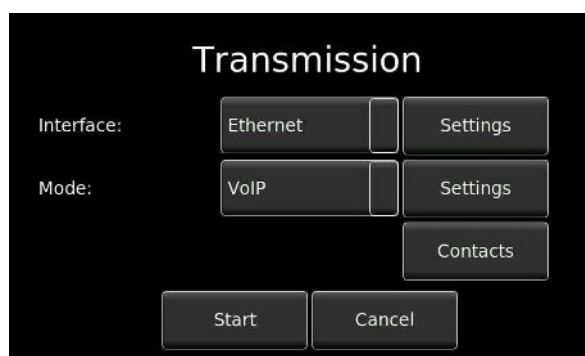 Transmission
Interface: Ethernet Settings
Mode: VoIP Settings
Contacts
Start Cancel